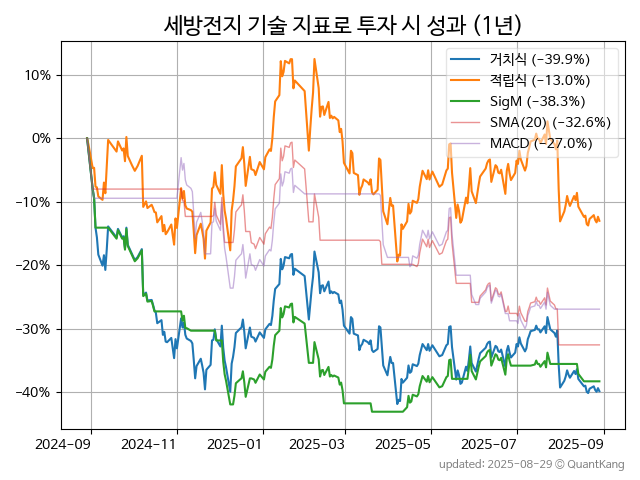 세방전지 기술 지표로 투자 시 성과 (1년)
거치식 (−39.9%)
적립식 (−13.0%)
SigM (−38.3%)
SMA(20) (−32.6%)
MACD (−27.0%)
10%
0%
−10%
−20%
−30%
−40%
2024−09
2024−11
2025−01
2025−03
2025−05
2025−07
2025−09
updated: 2025-08-29 © QuantKang